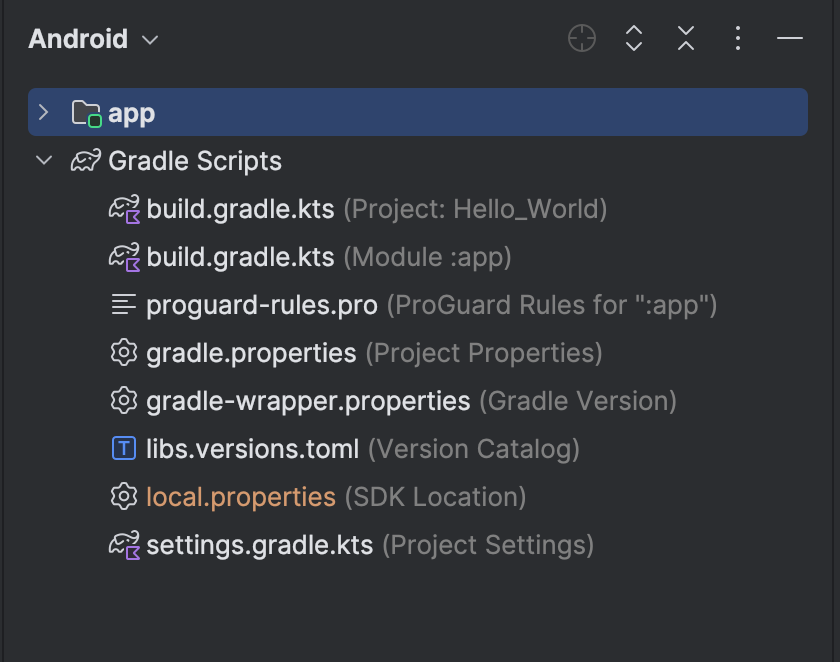 Android
app
Gradle Scripts
build.gradle.kts (Project: Hello_World)
build.gradle.kts (Module :app)
proguard-rules.pro (ProGuard Rules for ":app")
gradle.properties (Project Properties)
gradle-wrapper.properties (Gradle Version)
T libs.versions.toml (Version Catalog)
local.properties (SDK Location)
settings.gradle.kts (Project Settings)